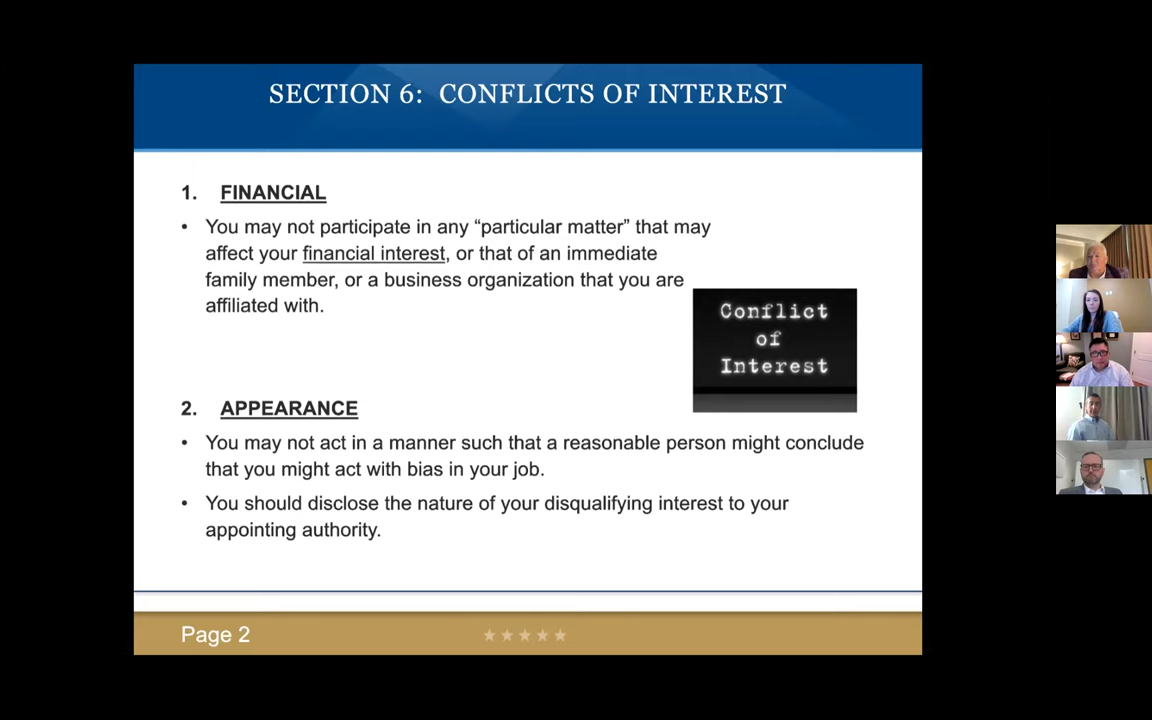 SECTION 6: CONFLICTS OF INTEREST
1. FINANCIAL
• You may not participate in any “particular matter” that may
affect your financial interest, or that of an immediate
family member, or a business organization that you are
affiliated with.
Conflict
of
Interest
2. APPEARANCE
• You may not act in a manner such that a reasonable person might conclude
that you might act with bias in your job.
• You should disclose the nature of your disqualifying interest to your
appointing authority.
Page 2